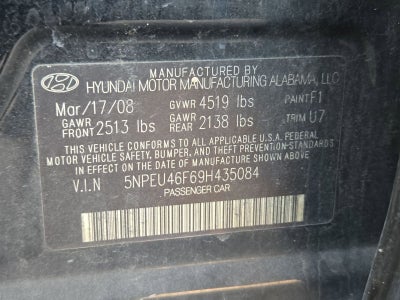 MANUFACTURED BY
HYUNDAI MOTOR MANUFACTURING ALABAMA, LLC
Mar/17/08 GVWR 4519 lbs PAINT F1
GAWR FRONT 2513 lbs GAWR REAR 2138 lbs TRIM U7
THIS VEHICLE CONFORMS TO ALL APPLICABLE U.S.A. FEDERAL
MOTOR VEHICLE SAFETY, BUMPER, AND THEFT PREVENTION STANDARDS
IN EFFECT ON THE DATE OF MANUFACTURE SHOWN ABOVE
V.I.N 5NPEU46F69H435084
PASSENGER CAR